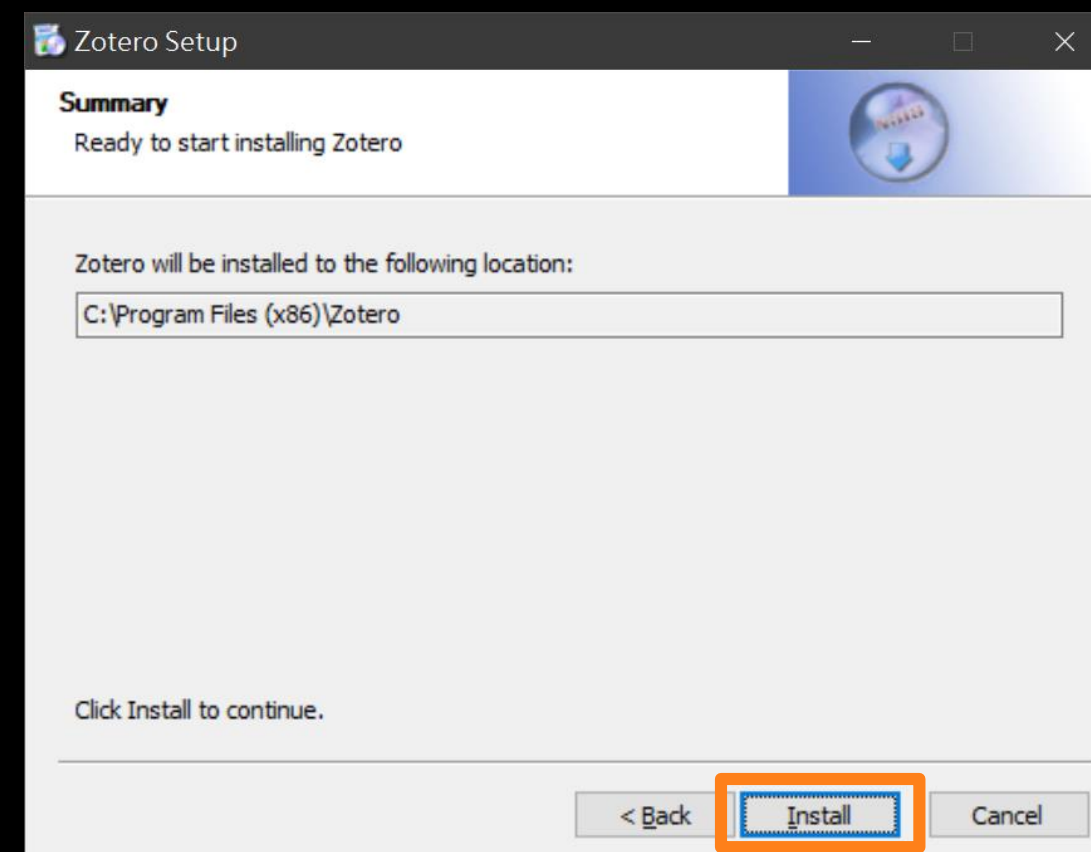 Zotero Setup
Summary
Ready to start installing Zotero
Zotero will be installed to the following location:
C:\Program Files (x86)\Zotero
Click Install to continue.
< Back
Install
Cancel